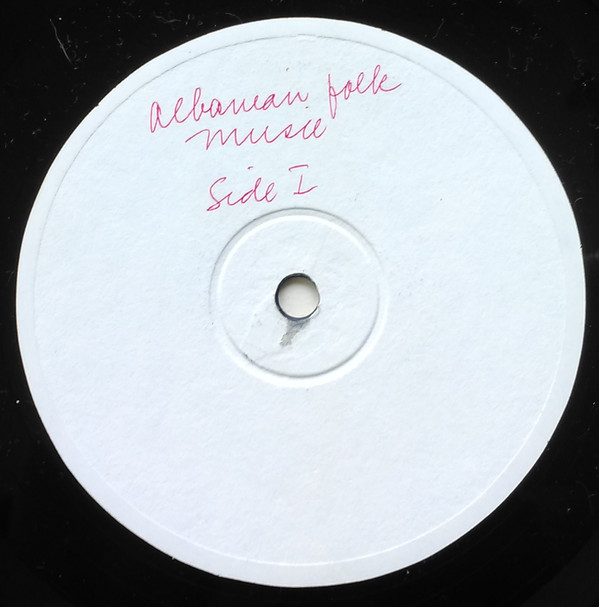 Albanian folk
music
Side I